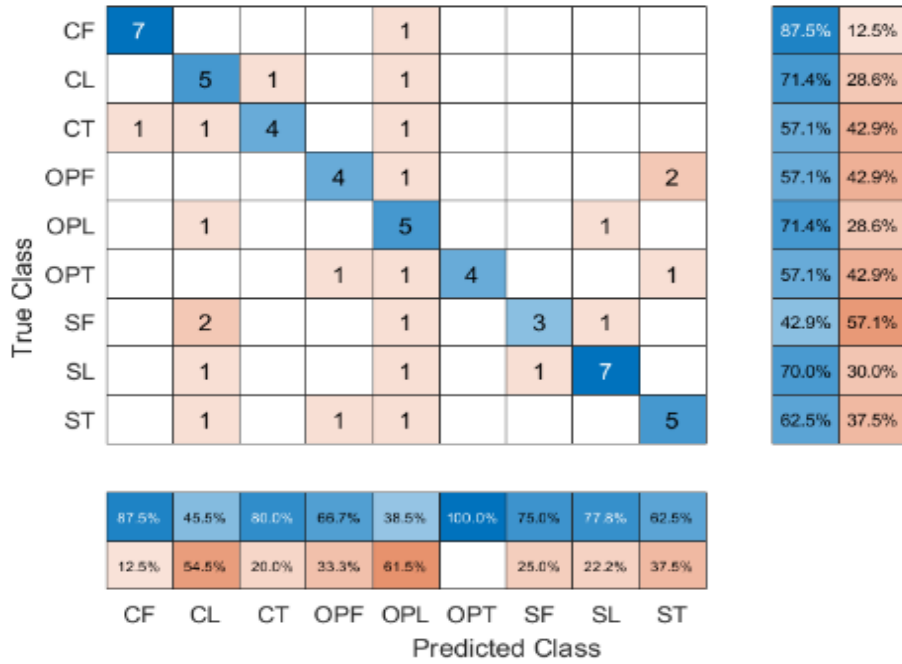 CF 7 1 87.5% 12.5%
CL 5 1 1 71.4% 28.6%
CT 1 1 4 1 57.1% 42.9%
OPF 4 1 2 57.1% 42.9%
OPL 1 5 1 71.4% 28.6%
OPT 1 1 4 1 57.1% 42.9%
SF 2 1 3 1 42.9% 57.1%
SL 1 1 1 7 70.0% 30.0%
ST 1 1 1 5 62.5% 37.5%
True Class
87.5% 45.5% 80.0% 66.7% 38.5% 100.0% 75.0% 77.8% 62.5%
12.5% 54.5% 20.0% 33.3% 61.5% 25.0% 22.2% 37.5%
CF CL CT OPF OPL OPT SF SL ST
Predicted Class